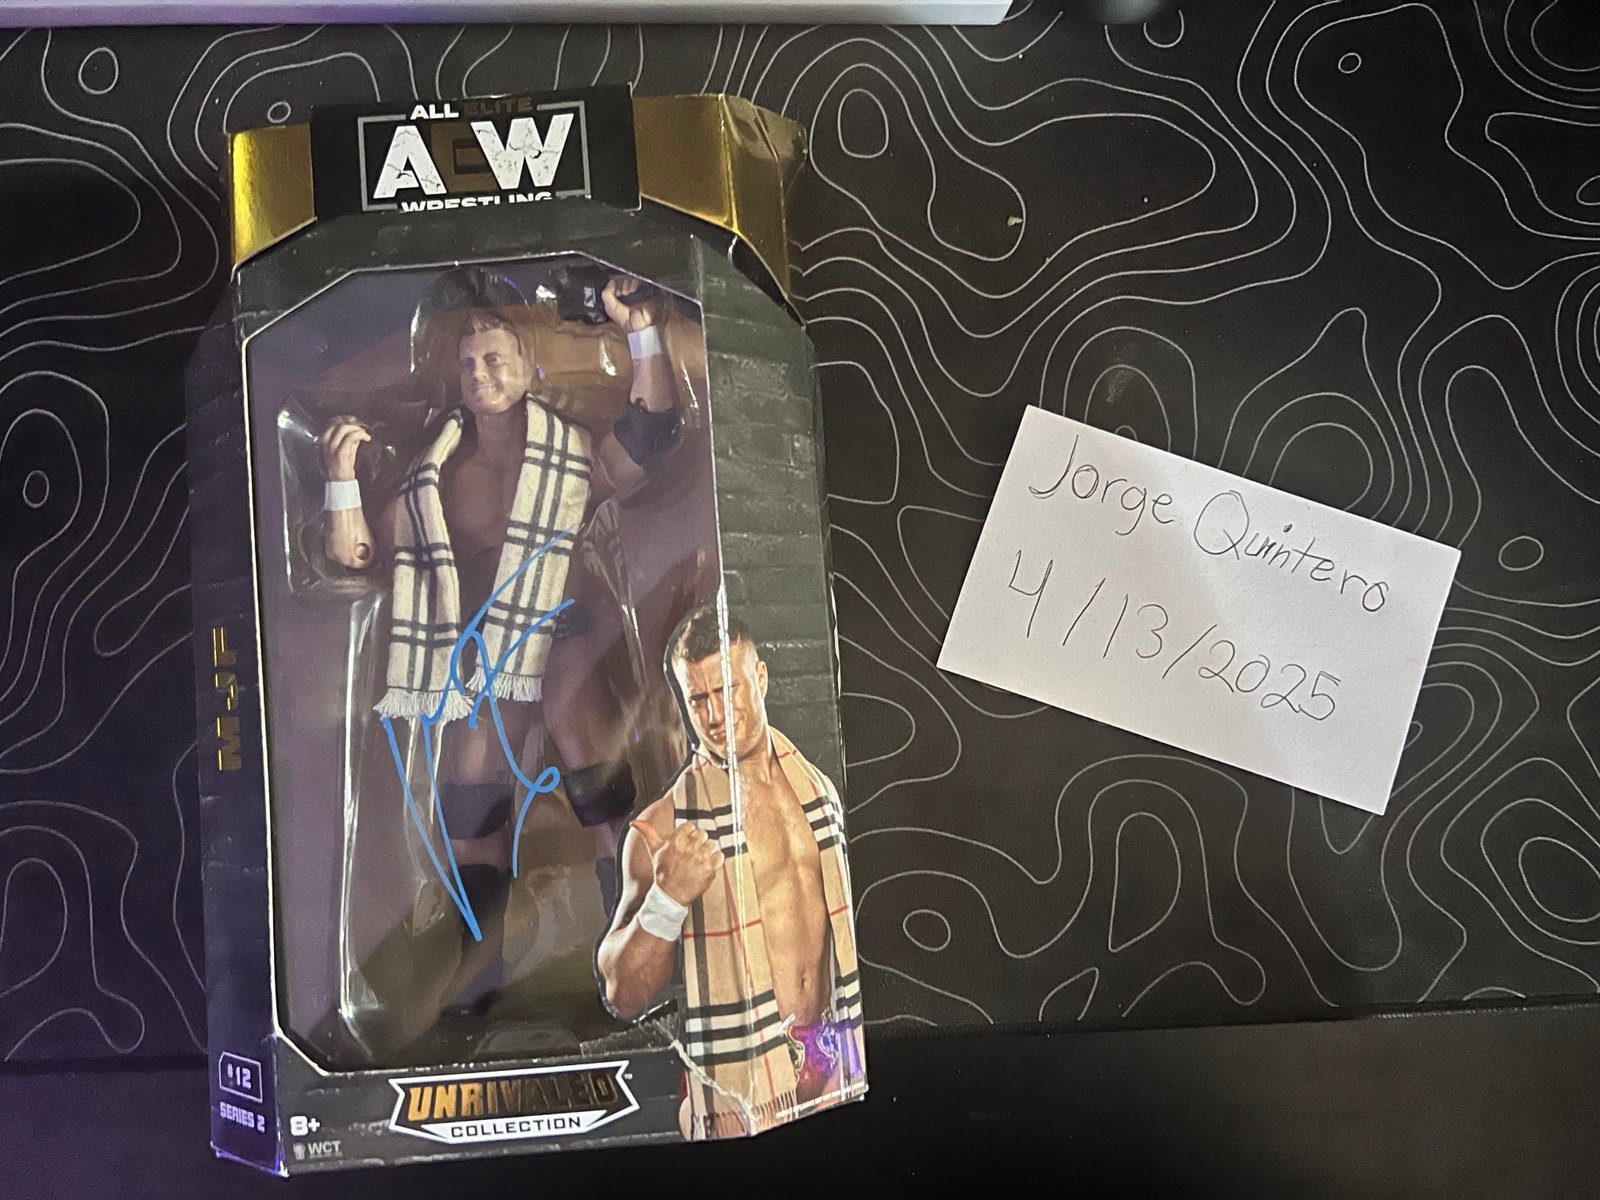 ALL ELITE
AEW
WRESTLING
MJF
#12
SERIES 2
8+
WCT
UNRIVALED
COLLECTION
Jorge Quintero
4/13/2025